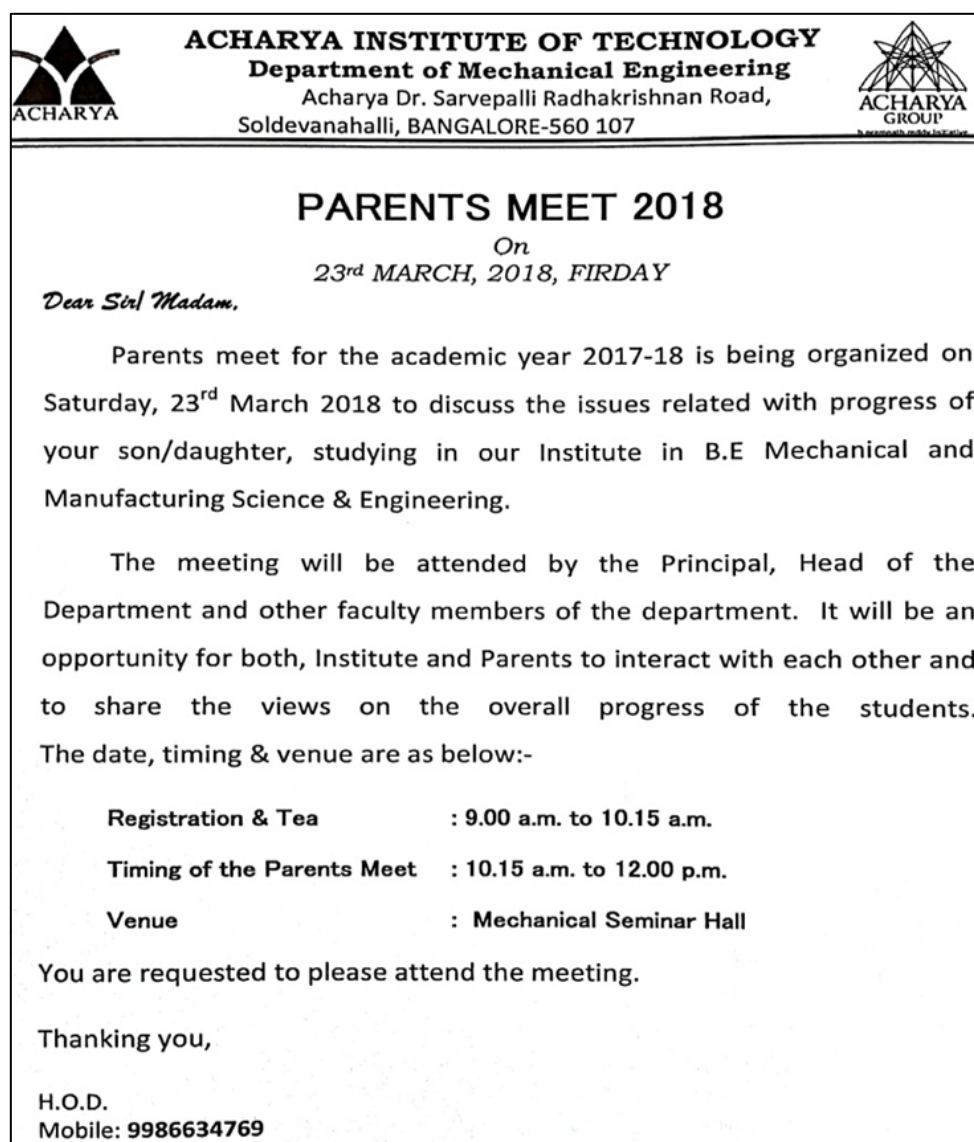 ACHARYA INSTITUTE OF TECHNOLOGY
Department of Mechanical Engineering
Acharya Dr. Sarvepalli Radhakrishnan Road,
Soldevanahalli, BANGALORE-560 107
ACHARYA
ACHARYA
GROUP
PARENTS MEET 2018
On
23rd MARCH, 2018, FIRDAY
Dear Sir/ Madam,
Parents meet for the academic year 2017-18 is being organized on
Saturday, 23rd March 2018 to discuss the issues related with progress of
your son/daughter, studying in our Institute in B.E Mechanical and
Manufacturing Science & Engineering.
The meeting will be attended by the Principal, Head of the
Department and other faculty members of the department. It will be an
opportunity for both, Institute and Parents to interact with each other and
to share the views on the overall progress of the students.
The date, timing & venue are as below:-
Registration & Tea : 9.00 a.m. to 10.15 a.m.
Timing of the Parents Meet : 10.15 a.m. to 12.00 p.m.
Venue : Mechanical Seminar Hall
You are requested to please attend the meeting.
Thanking you,
H.O.D.
Mobile: 9986634769